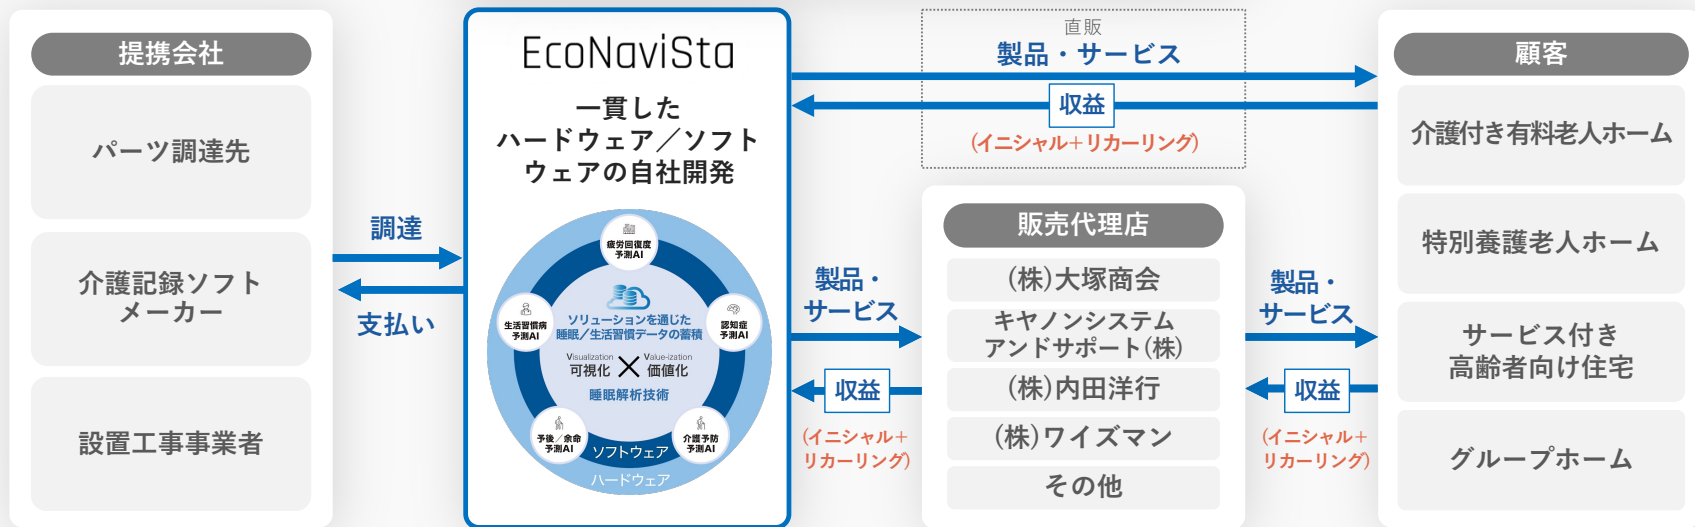 提携会社
パーツ調達先
介護記録ソフト
メーカー
設置工事事業者
調達
支払い
EcoNaviSta
一貫した
ハードウェア／ソフト
ウェアの自社開発
疲労回復度
予測AI
生活習慣病
予測AI
認知症
予測AI
ソリューションを通じた
睡眠／生活習慣データの蓄積
Visualization
可視化
Value-ization
価値化
睡眠解析技術
予後／余命
予測AI
介護予防
予測AI
ソフトウェア
ハードウェア
直販
製品・サービス
収益
(イニシャル+リカーリング)
製品・
サービス
収益
(イニシャル+
リカーリング)
販売代理店
(株)大塚商会
キヤノンシステム
アンドサポート(株)
(株)内田洋行
(株)ワイズマン
その他
製品・
サービス
収益
(イニシャル+
リカーリング)
顧客
介護付き有料老人ホーム
特別養護老人ホーム
サービス付き
高齢者向け住宅
グループホーム